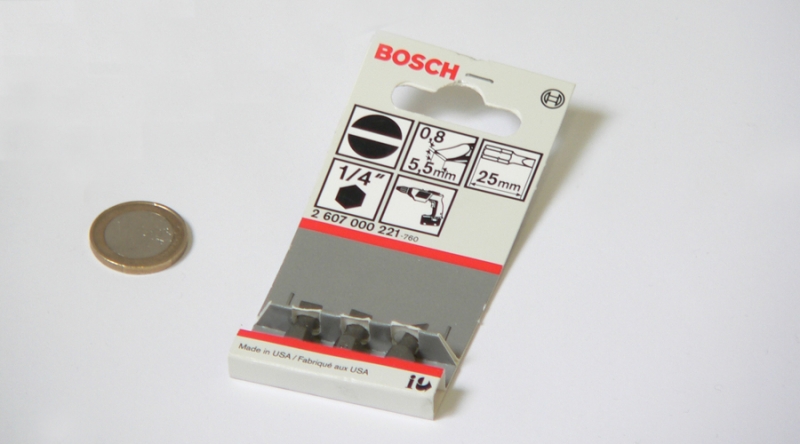 BOSCH
0,8
5,5mm
25mm
1/4"
2 607 000 221-760
Made in USA / Fabriqué aux USA